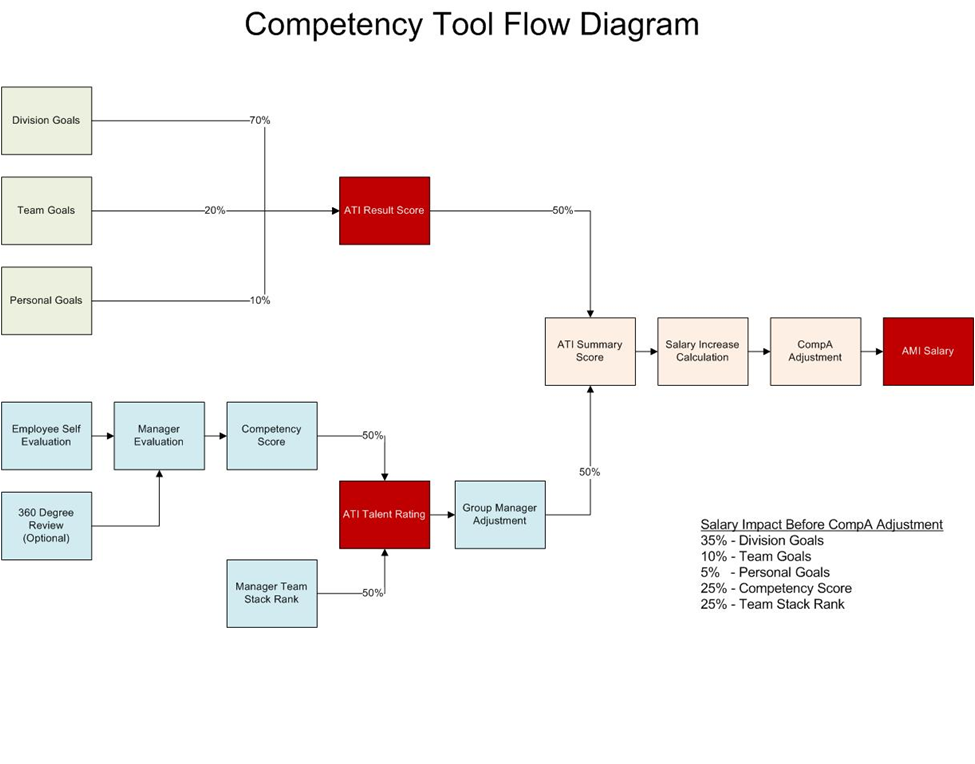 Competency Tool Flow Diagram
Division Goals
70%
Team Goals
20%
ATI Result Score
50%
Personal Goals
10%
ATI Summary
Score
Salary Increase
Calculation
CompA
Adjustment
AMI Salary
Employee Self
Evaluation
Manager
Evaluation
Competency
Score
50%
50%
360 Degree
Review
(Optional)
ATI Talent Rating
Group Manager
Adjustment
Manager Team
Stack Rank
50%
Salary Impact Before CompA Adjustment
35% - Division Goals
10% - Team Goals
5% - Personal Goals
25% - Competency Score
25% - Team Stack Rank